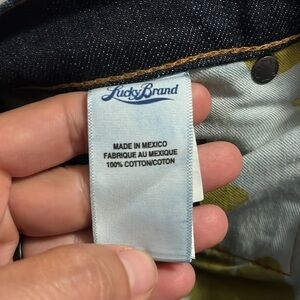 Lucky Brand
MADE IN MEXICO
FABRIQUE AU MEXIQUE
100% COTTON/COTON